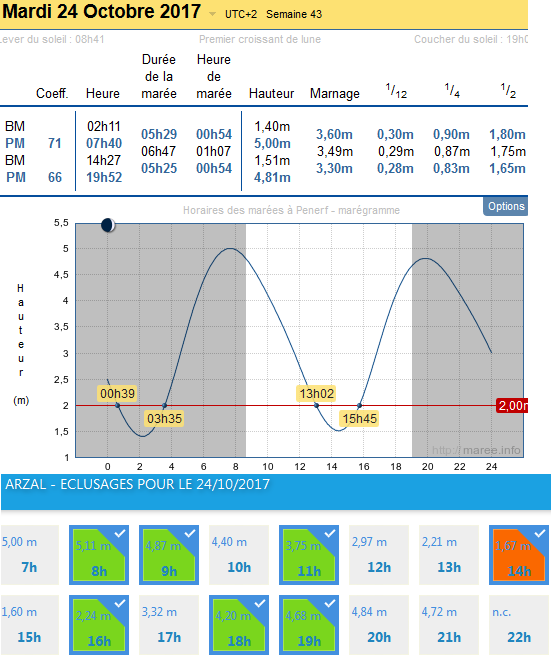 Mardi 24 Octobre 2017 UTC+2 Semaine 43
Lever du soleil : 08h41 Premier croissant de lune Coucher du soleil : 19h0
Durée Heure
de la de
Coeff. Heure marée marée Hauteur Marnage 1/12 1/4 1/2
BM 02h11 1,40m
05h29 00h54 3,60m 0,30m 0,90m 1,80m
PM 71 07h40 5,00m
06h47 01h07 3,49m 0,29m 0,87m 1,75m
BM 14h27 1,51m
05h25 00h54 3,30m 0,28m 0,83m 1,65m
PM 66 19h52 4,81m
Options
Horaires des marées à Penerf - marégramme
5,5
5
4,5
4
3,5
3
2,5
2
1,5
1
Hauteur
(m)
00h39
03h35
13h02
15h45
2,00m
http://maree.info
0 2 4 6 8 10 12 14 16 18 20 22 24
ARZAL - ECLUSAGES POUR LE 24/10/2017
5,00 m 5,11 m 4,87 m 4,40 m 3,75 m 2,97 m 2,21 m 1,67 m
7h 8h 9h 10h 11h 12h 13h 14h
1,60 m 2,24 m 3,32 m 4,20 m 4,68 m 4,84 m 4,72 m n.c.
15h 16h 17h 18h 19h 20h 21h 22h